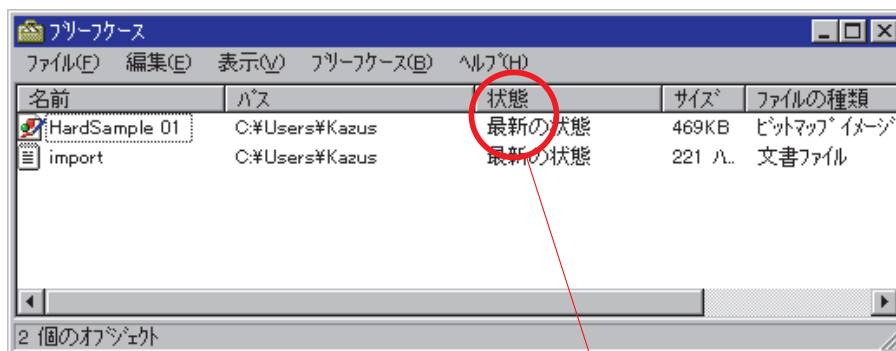 ブリーフケース
ファイル(F) 編集(E) 表示(V) ブリーフケース(B) ヘルプ(H)
名前 パス 状態 サイズ ファイルの種類
HardSample 01 C:¥Users¥Kazus 最新の状態 469KB ビットマップ イメージ
import C:¥Users¥Kazus 最新の状態 221 バ... 文書ファイル
2 個のオブジェクト